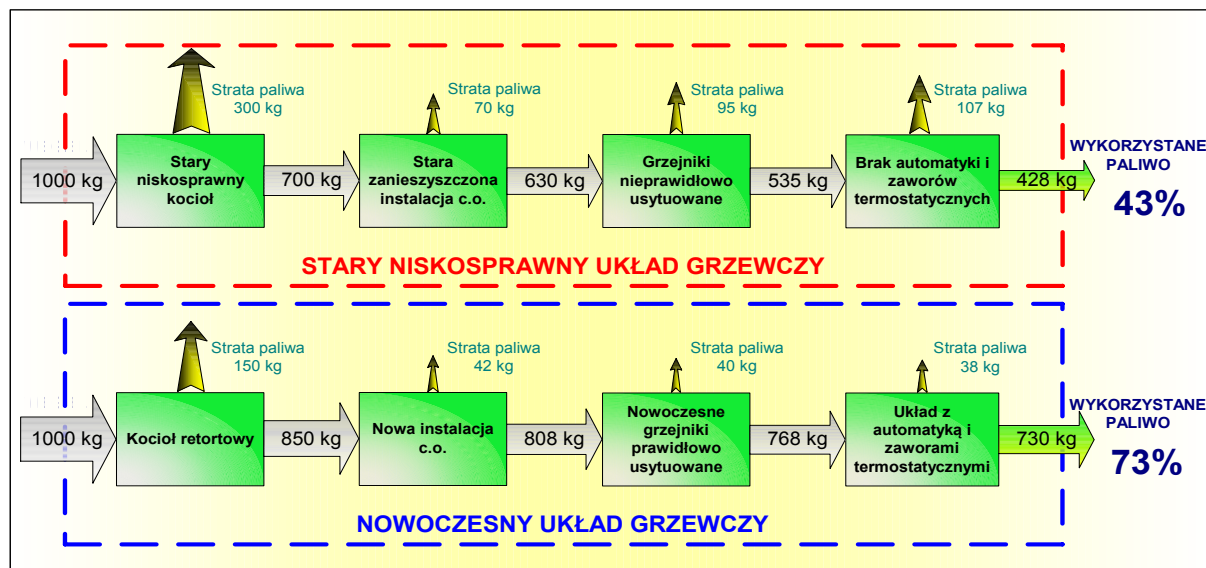 Strata paliwa
300 kg
Strata paliwa
70 kg
Strata paliwa
95 kg
Strata paliwa
107 kg
1000 kg
Stary
niskosprawny
kocioł
700 kg
Stara
zanieszyszczona
instalacja c.o.
630 kg
Grzejniki
nieprawidłowo
usytuowane
535 kg
Brak automatyki i
zaworów
termostatycznych
428 kg
WYKORZYSTANE
PALIWO
43%
STARY NISKOSPRAWNY UKŁAD GRZEWCZY
Strata paliwa
150 kg
Strata paliwa
42 kg
Strata paliwa
40 kg
Strata paliwa
38 kg
1000 kg
Kocioł retortowy
850 kg
Nowa instalacja
c.o.
808 kg
Nowoczesne
grzejniki
prawidłowo
usytuowane
768 kg
Układ z
automatyką i
zaworami
termostatycznymi
730 kg
WYKORZYSTANE
PALIWO
73%
NOWOCZESNY UKŁAD GRZEWCZY